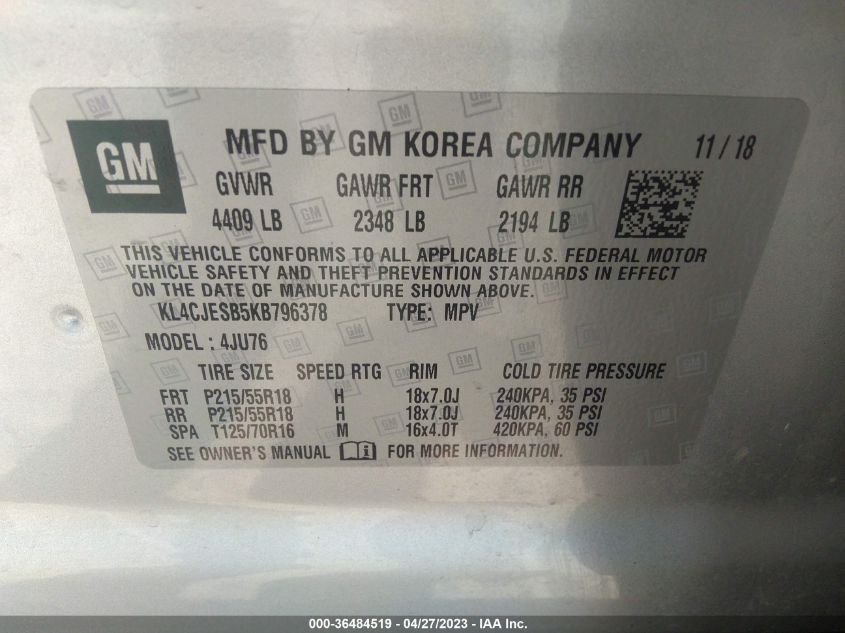 GM
MFD BY GM KOREA COMPANY 11/18
GVWR GAWR FRT GAWR RR
4409 LB 2348 LB 2194 LB
THIS VEHICLE CONFORMS TO ALL APPLICABLE U.S. FEDERAL MOTOR
VEHICLE SAFETY AND THEFT PREVENTION STANDARDS IN EFFECT
ON THE DATE OF MANUFACTURE SHOWN ABOVE.
KL4CJESB5KB796378 TYPE: MPV
MODEL: 4JU76
TIRE SIZE SPEED RTG RIM COLD TIRE PRESSURE
FRT P215/55R18 H 18x7.0J 240KPA, 35 PSI
RR P215/55R18 H 18x7.0J 240KPA, 35 PSI
SPA T125/70R16 M 16x4.0T 420KPA, 60 PSI
SEE OWNER'S MANUAL FOR MORE INFORMATION.
000-36484519 - 04/27/2023 - IAA Inc.